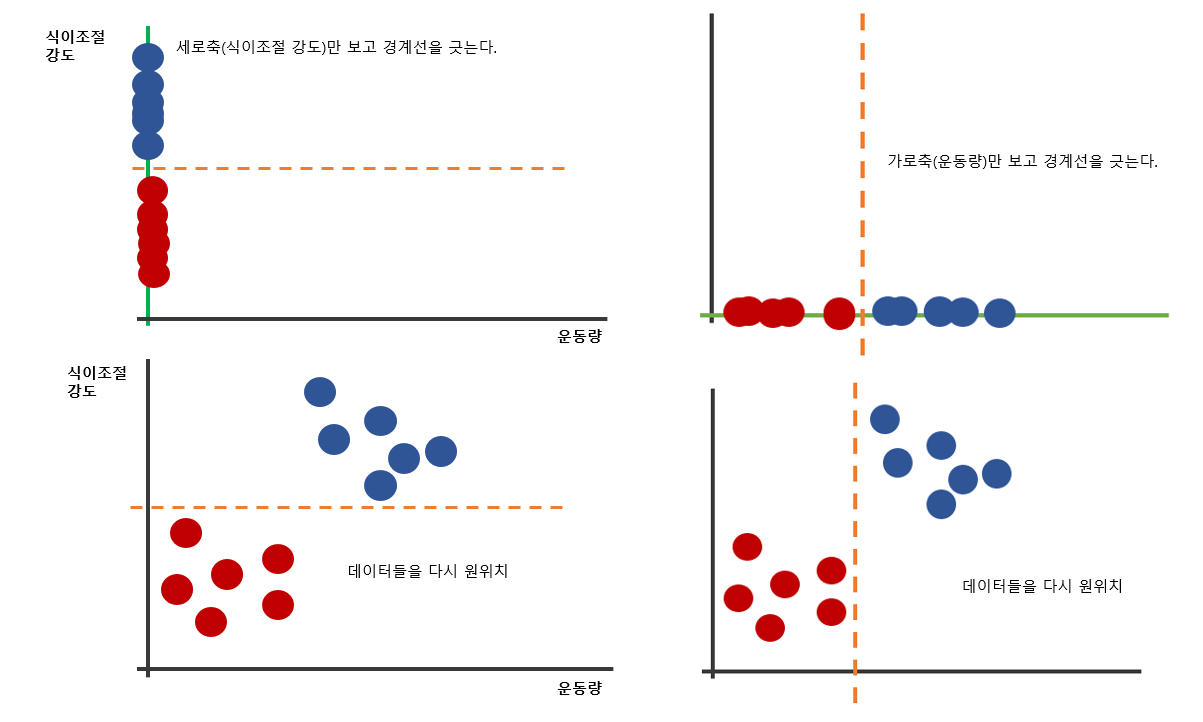 식이조절
강도
세로축(식이조절 강도)만 보고 경계선을 긋는다.
운동량
가로축(운동량)만 보고 경계선을 긋는다.
식이조절
강도
데이터들을 다시 원위치
운동량
데이터들을 다시 원위치